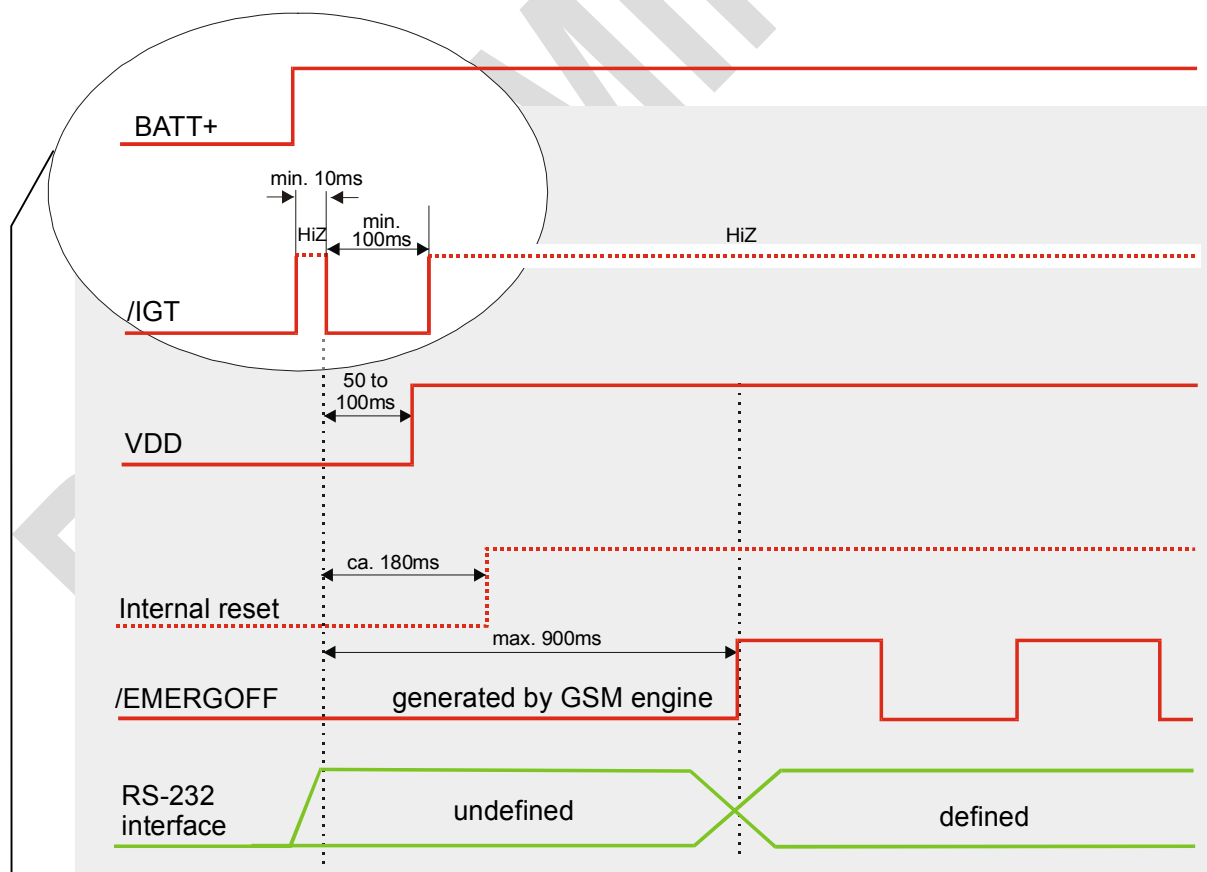 BATT+
min. 10ms
HiZ
min.
100ms
HiZ
/IGT
50 to
100ms
VDD
ca. 180ms
Internal reset
max. 900ms
/EMERGOFF
generated by GSM engine
RS-232
interface
undefined
defined